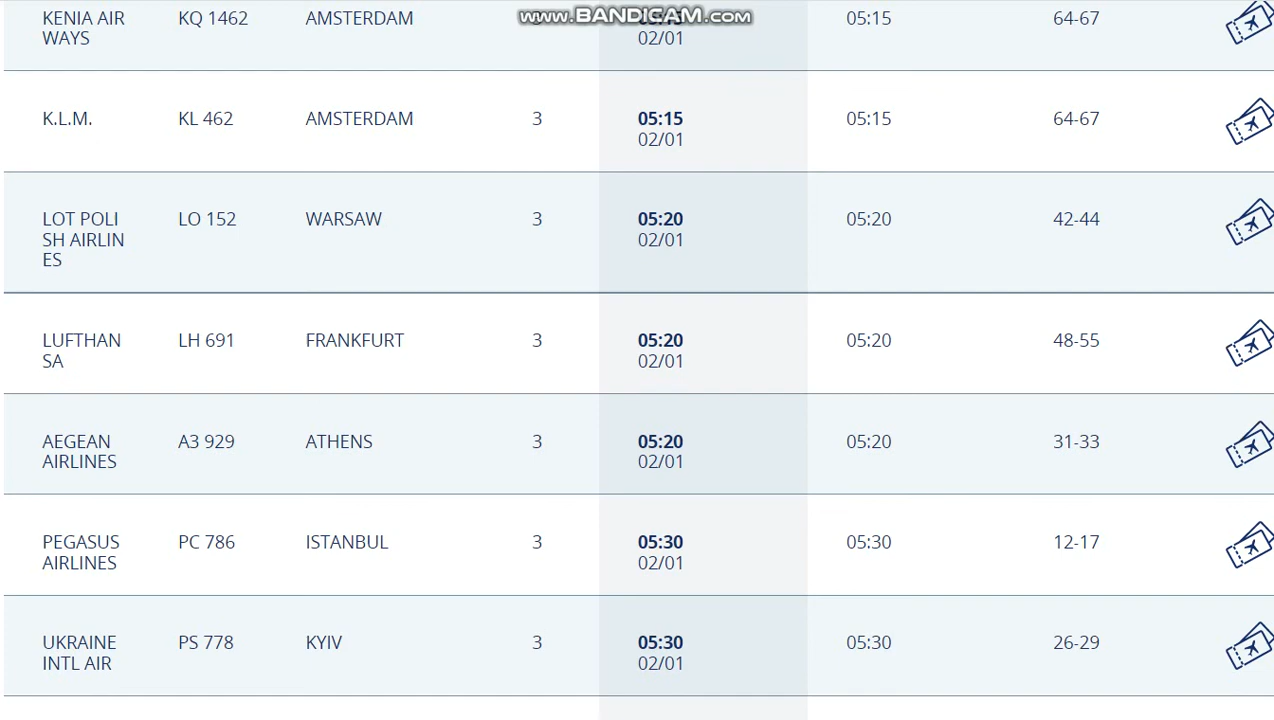 www.BANDICAM.com
KENIA AIR KQ 1462 AMSTERDAM 3 05:15 05:15 64-67
WAYS 02/01
K.L.M. KL 462 AMSTERDAM 3 05:15 05:15 64-67
02/01
LOT POLI LO 152 WARSAW 3 05:20 05:20 42-44
SH AIRLIN 02/01
ES
LUFTHAN LH 691 FRANKFURT 3 05:20 05:20 48-55
SA 02/01
AEGEAN A3 929 ATHENS 3 05:20 05:20 31-33
AIRLINES 02/01
PEGASUS PC 786 ISTANBUL 3 05:30 05:30 12-17
AIRLINES 02/01
UKRAINE PS 778 KYIV 3 05:30 05:30 26-29
INTL AIR 02/01